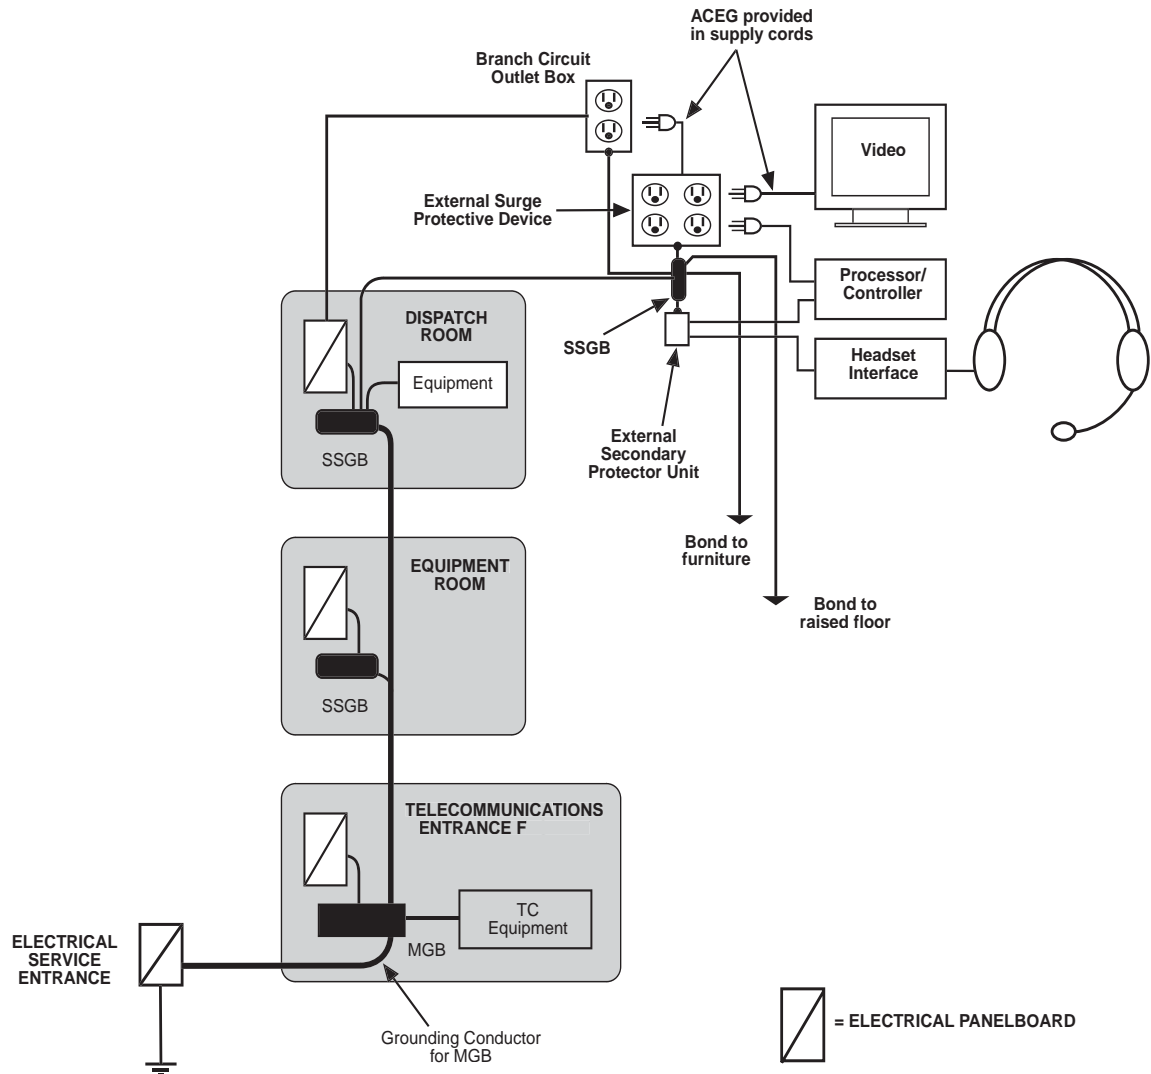 ACEG provided
in supply cords
Branch Circuit
Outlet Box
Video
External Surge
Protective Device
Processor/
Controller
SSGB
Headset
Interface
External
Secondary
Protector Unit
Bond to
furniture
Bond to
raised floor
DISPATCH
ROOM
Equipment
SSGB
EQUIPMENT
ROOM
SSGB
TELECOMMUNICATIONS
ENTRANCE F
TC
Equipment
MGB
ELECTRICAL
SERVICE
ENTRANCE
Grounding Conductor
for MGB
= ELECTRICAL PANELBOARD